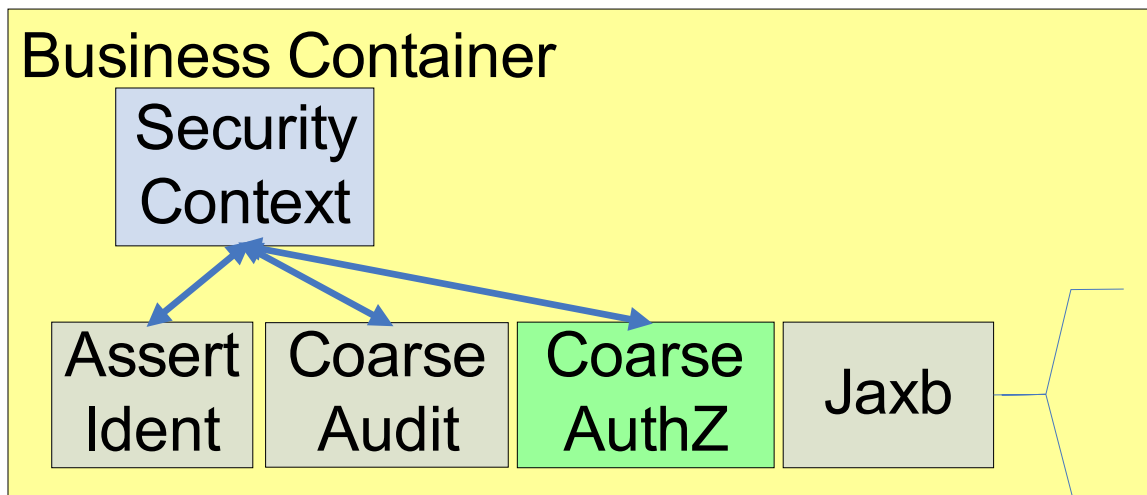 Business Container
Security
Context
Assert
Ident
Coarse
Audit
Coarse
AuthZ
Jaxb